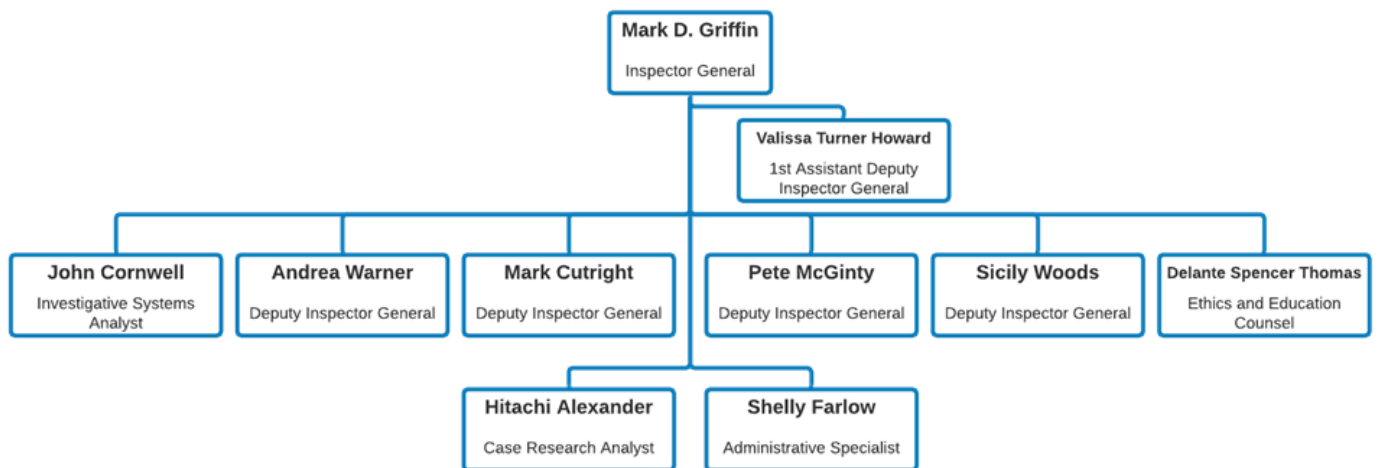 Mark D. Griffin
Inspector General
Valissa Turner Howard
1st Assistant Deputy
Inspector General
John Cornwell
Investigative Systems
Analyst
Andrea Warner
Deputy Inspector General
Mark Cutright
Deputy Inspector General
Pete McGinty
Deputy Inspector General
Sicily Woods
Deputy Inspector General
Delante Spencer Thomas
Ethics and Education
Counsel
Hitachi Alexander
Case Research Analyst
Shelly Farlow
Administrative Specialist